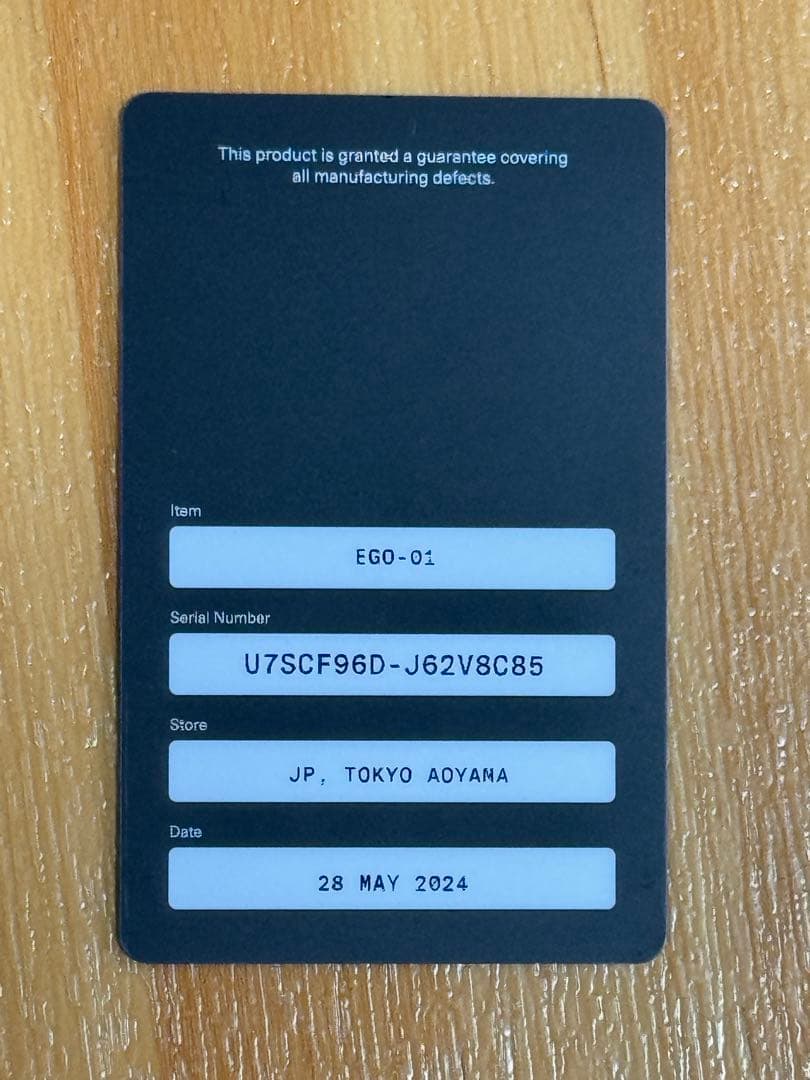 This product is granted a guarantee covering
all manufacturing defects.
Item
EGO-01
Serial Number
U7SCF96D-J62V8C85
Store
JP, TOKYO AOYAMA
Date
28 MAY 2024